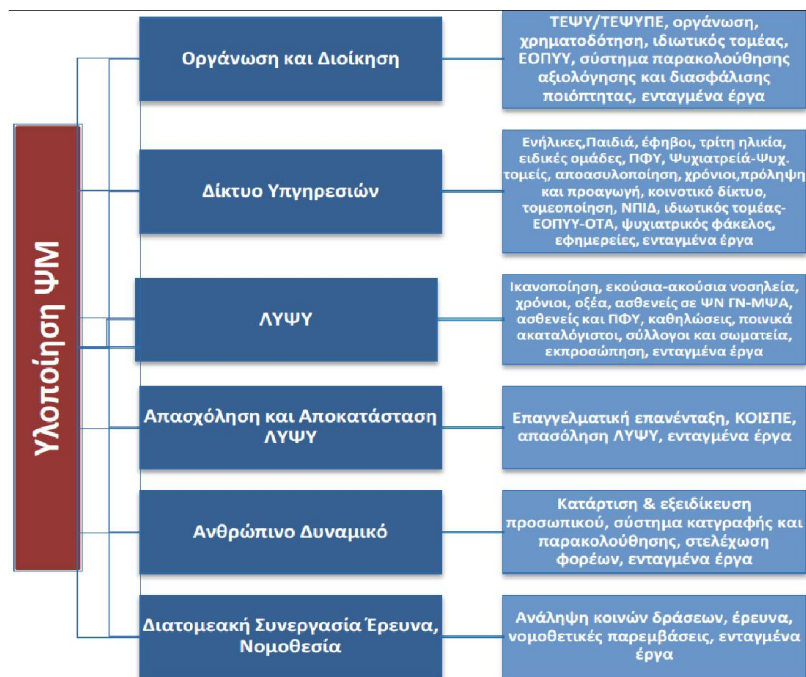 Υλοποίηση ΨΜ
Οργάνωση και Διοίκηση
ΤΕΨΥ/ΤΕΨΥΠΕ, οργάνωση,
χρηματοδότηση, ιδιωτικός τομέας,
ΕΟΠΥΥ, σύστημα παρακολούθησης
αξιολόγησης και διασφάλισης
ποιόπτητας, ενταγμένα έργα
Δίκτυο Υπγηρεσιών
Ενήλικες,Παιδιά, έφηβοι, τρίτη ηλικία,
ειδικές ομάδες, ΠΦΥ, Ψυχιατρειά-Ψυχ.
τομείς, αποασυλοποίηση, χρόνιοι,πρόληψη
και προαγωγή, κοινοτικό δίκτυο,
τομεοποίηση, ΝΠΙΔ, ιδιωτικός τομέας-
ΕΟΠΥΥ-ΟΤΑ, ψυχιατρικός φάκελος,
εφημερείες, ενταγμένα έργα
ΛΥΨΥ
Ικανοποίηση, εκούσια-ακούσια νοσηλεία,
χρόνιοι, οξέα, ασθενείς σε ΨΝ ΓΝ-ΜΨΑ,
ασθενείς και ΠΦΥ, καθηλώσεις, ποινικά
ακαταλόγιστοι, σύλλογοι και σωματεία,
εκπροσώπηση, ενταγμένα έργα
Απασχόληση και Αποκατάσταση
ΛΥΨΥ
Επαγγελματική επανένταξη, ΚΟΙΣΠΕ,
απασόληση ΛΥΨΥ, ενταγμένα έργα
Ανθρώπινο Δυναμικό
Κατάρτιση & εξειδίκευση
προσωπικού, σύστημα κατγραφής και
παρακολούθησης, στελέχωση
φορέων, ενταγμένα έργα
Διατομεακή Συνεργασία Έρευνα,
Νομοθεσία
Ανάληψη κοινών δράσεων, έρευνα,
νομοθετικές παρεμβάσεις, ενταγμένα
έργα